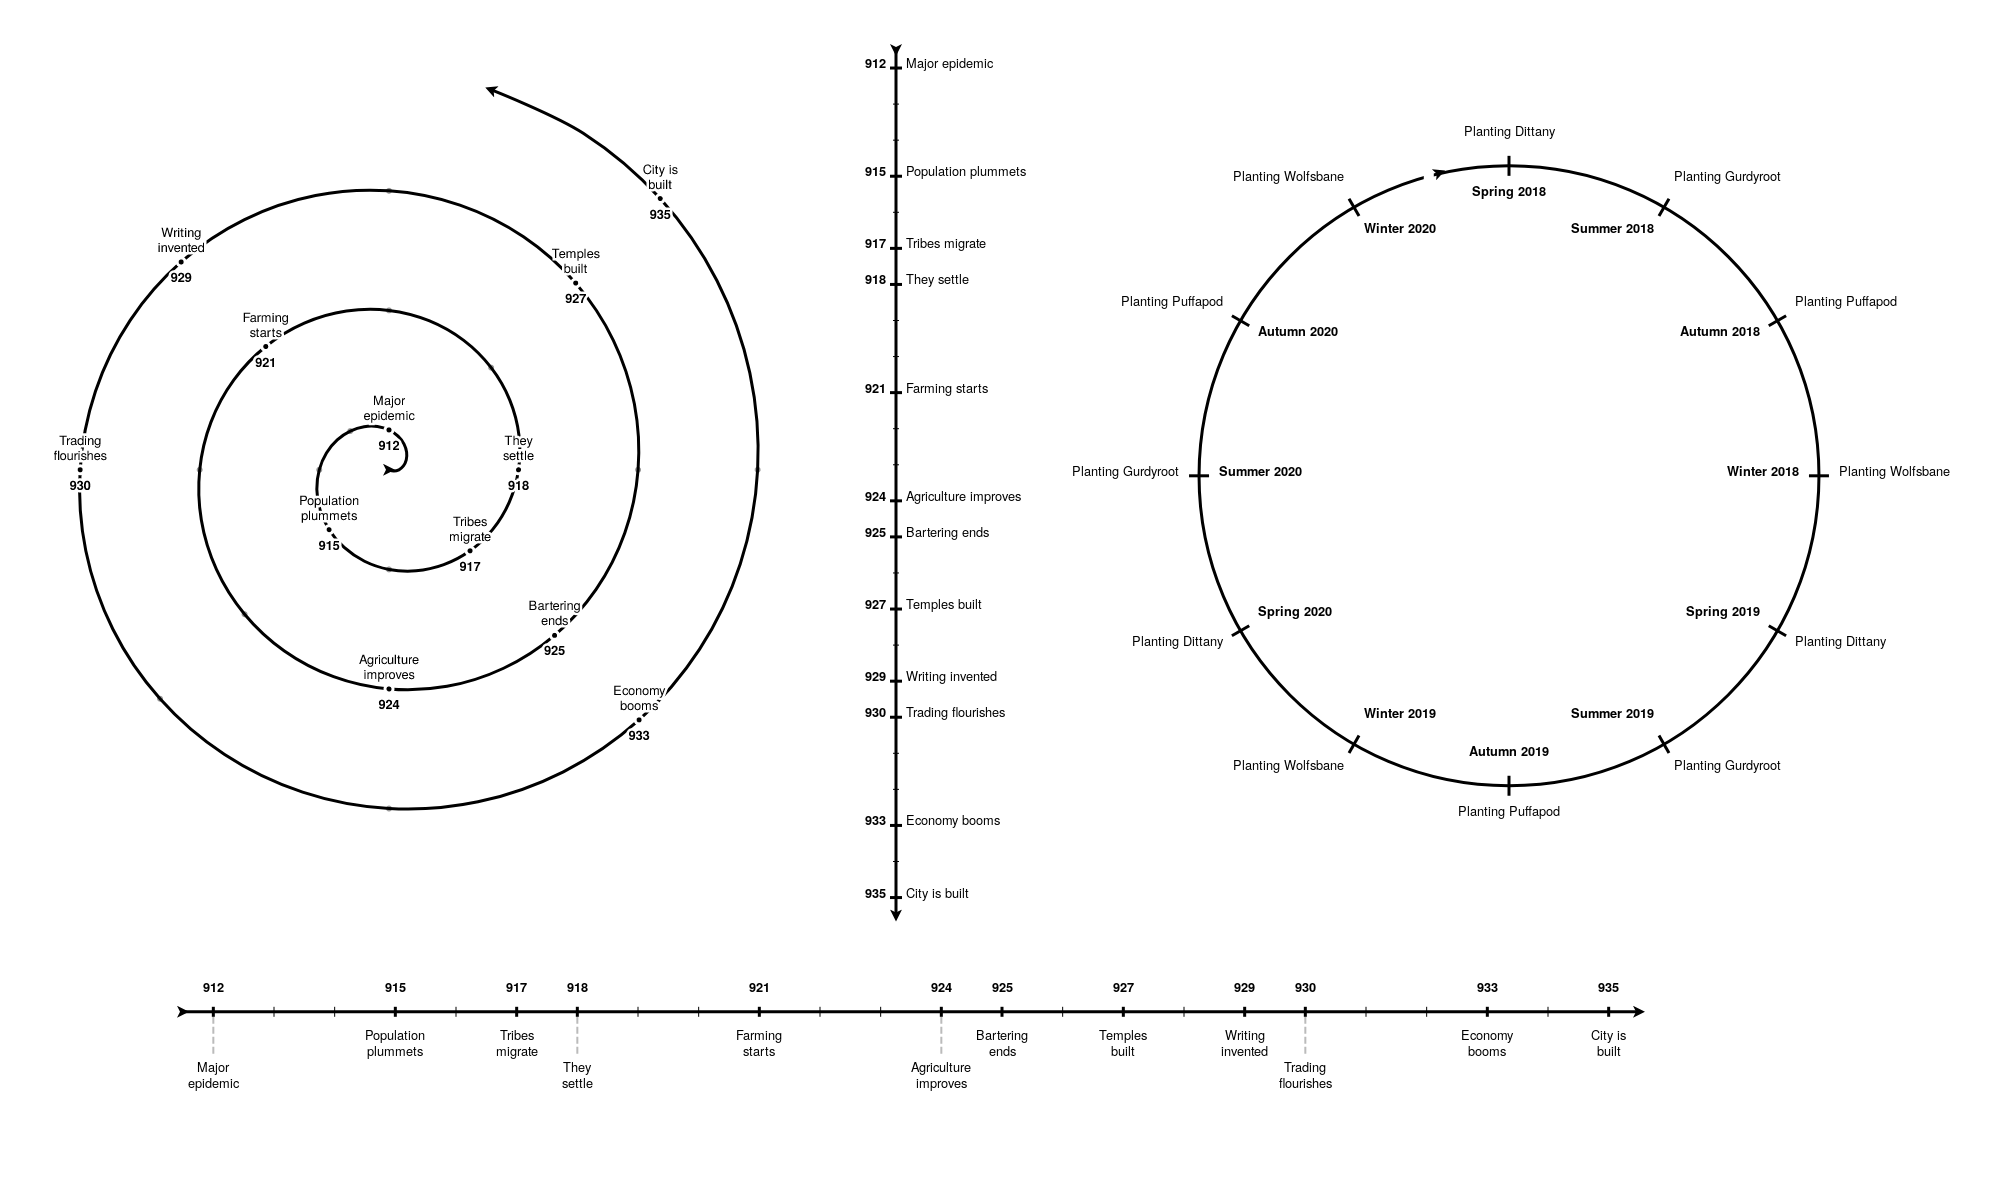 City is
built
935
Writing
invented
929
Temples
built
927
Farming
starts
921
Major
epidemic
912
Trading
flourishes
930
They
settle
918
Population
plummets
915
Tribes
migrate
917
Bartering
ends
925
Agriculture
improves
924
Economy
booms
933
912 Major epidemic
915 Population plummets
917 Tribes migrate
918 They settle
921 Farming starts
924 Agriculture improves
925 Bartering ends
927 Temples built
929 Writing invented
930 Trading flourishes
933 Economy booms
935 City is built
Planting Dittany
Spring 2018
Planting Gurdyroot
Summer 2018
Planting Puffapod
Autumn 2018
Winter 2018
Planting Wolfsbane
Spring 2019
Planting Dittany
Summer 2019
Planting Gurdyroot
Autumn 2019
Planting Puffapod
Winter 2019
Planting Wolfsbane
Spring 2020
Planting Dittany
Planting Gurdyroot
Summer 2020
Planting Puffapod
Autumn 2020
Planting Wolfsbane
Winter 2020
912
Major
epidemic
915
Population
plummets
917
Tribes
migrate
918
They
settle
921
Farming
starts
924
Agriculture
improves
925
Bartering
ends
927
Temples
built
929
Writing
invented
930
Trading
flourishes
933
Economy
booms
935
City is
built